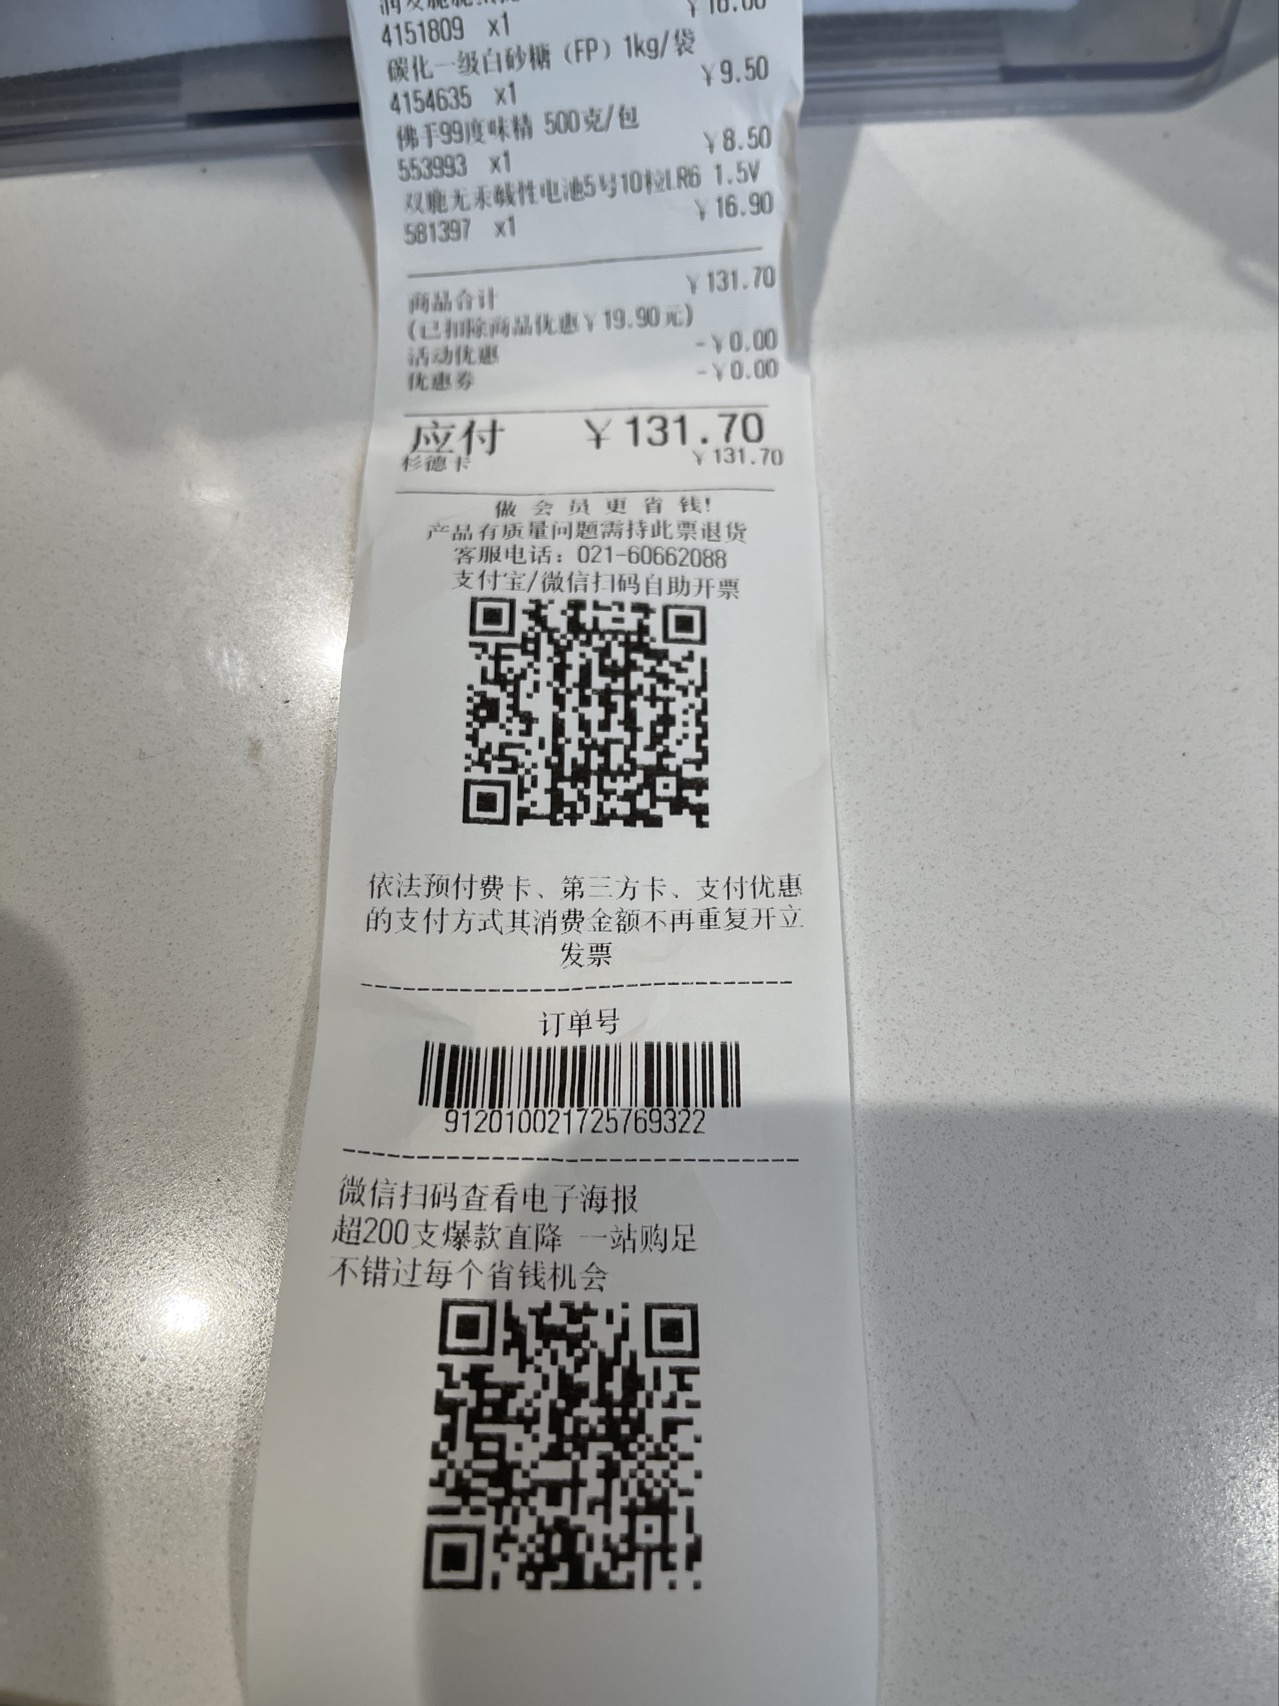 润发
¥16.00
4151809 x1
碳化一级白砂糖（FP）1kg/袋
¥9.50
4154635 x1
佛手99度味精 500克/包
¥8.50
553993 x1
双鹿无汞碱性电池5号10粒LR6 1.5V
¥16.90
581397 x1
商品合计 ¥131.70
(已扣除商品优惠¥19.90元)
活动优惠 -¥0.00
优惠券 -¥0.00
应付 ¥131.70
杉德卡 ¥131.70
做会员更省钱!
产品有质量问题需持此票退货
客服电话：021-60662088
支付宝/微信扫码自助开票
依法预付费卡、第三方卡、支付优惠
的支付方式其消费金额不再重复开立
发票
订单号
912010021725769322
微信扫码查看电子海报
超200支爆款直降 一站购足
不错过每个省钱机会